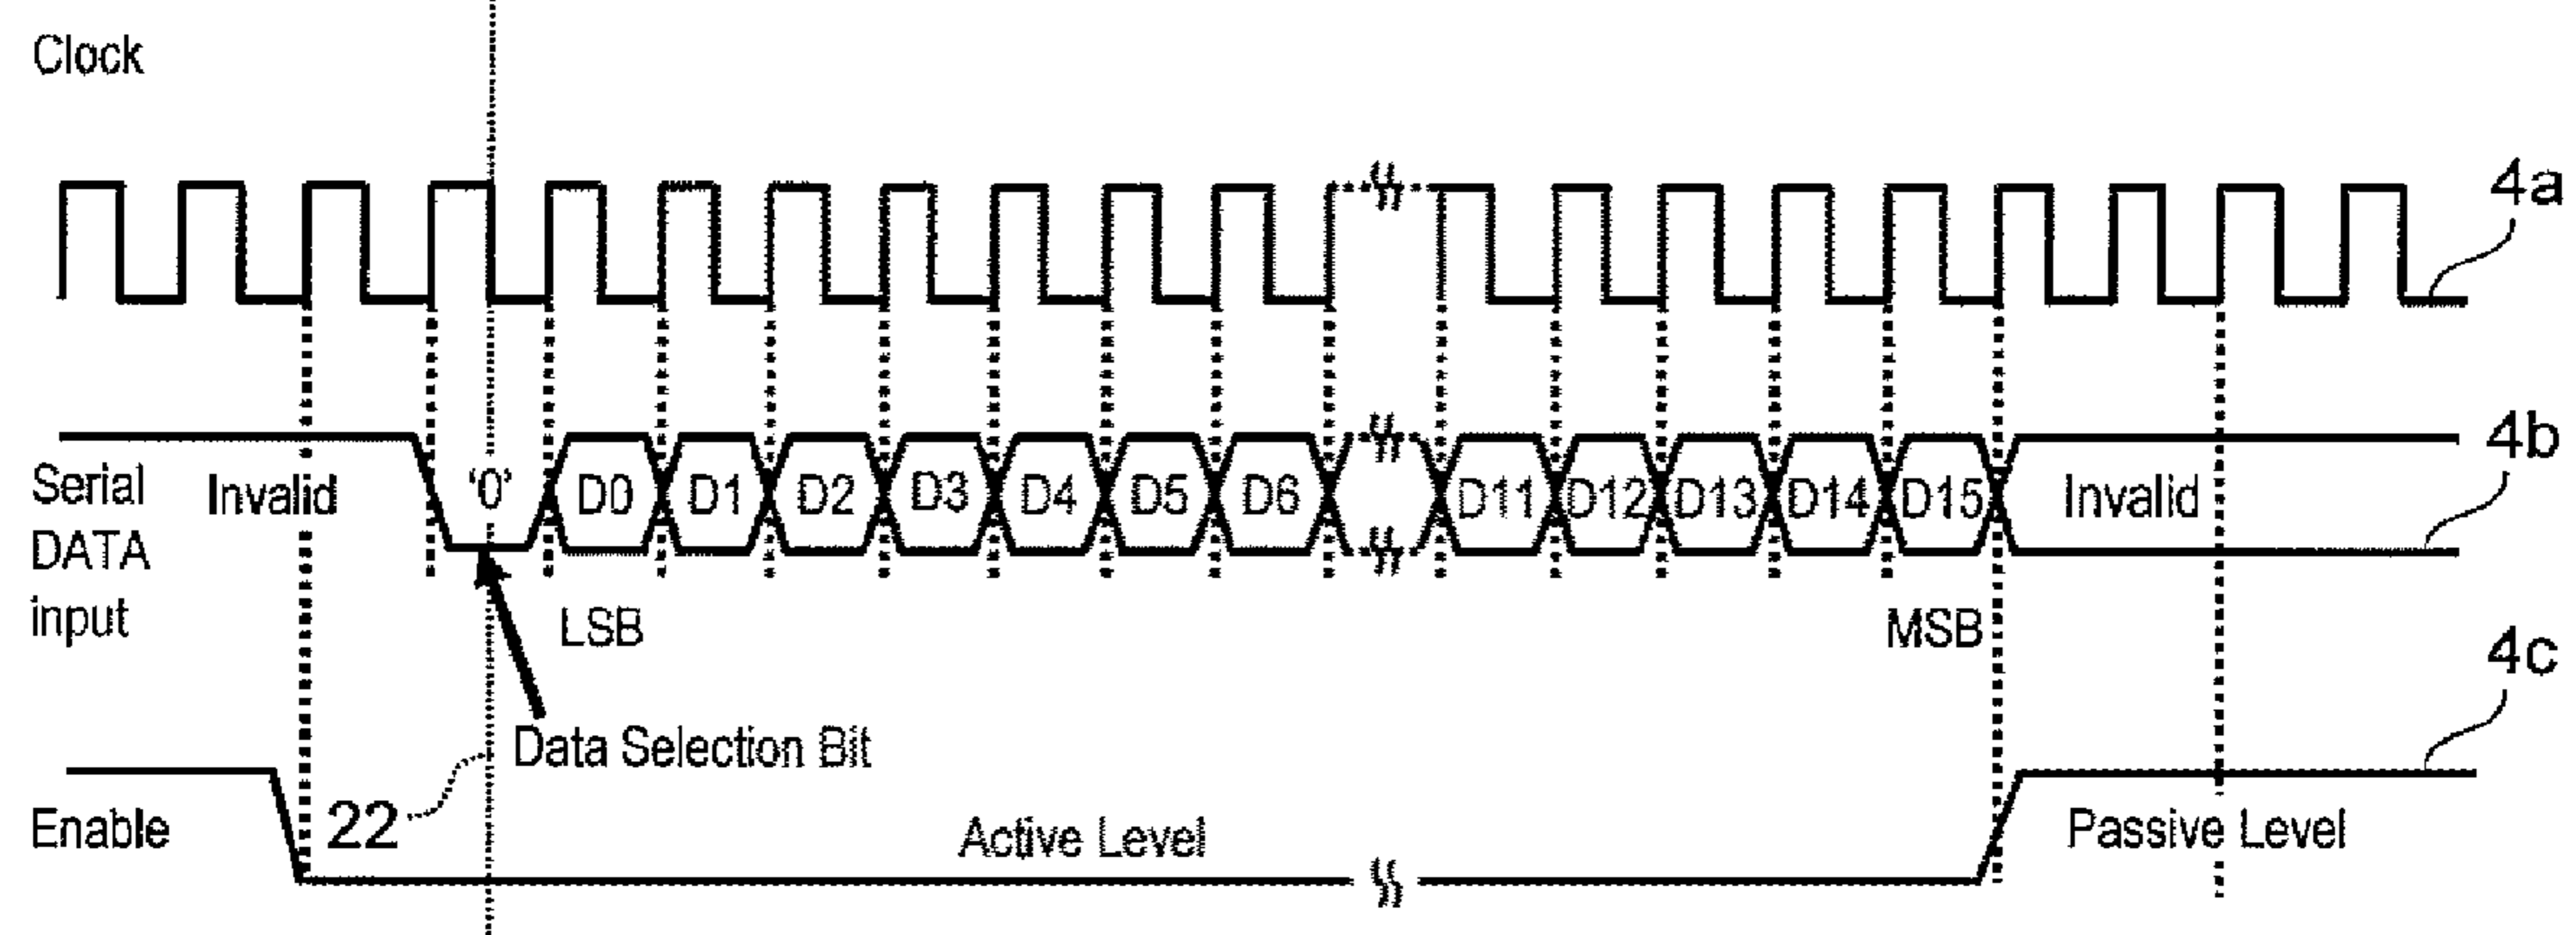 Clock
4a
4b
Serial
DATA
input
Invalid
'0'
D0
D1
D2
D3
D4
D5
D6
D11
D12
D13
D14
D15
Invalid
LSB
MSB
4c
Data Selection Bit
Enable
22
Active Level
Passive Level